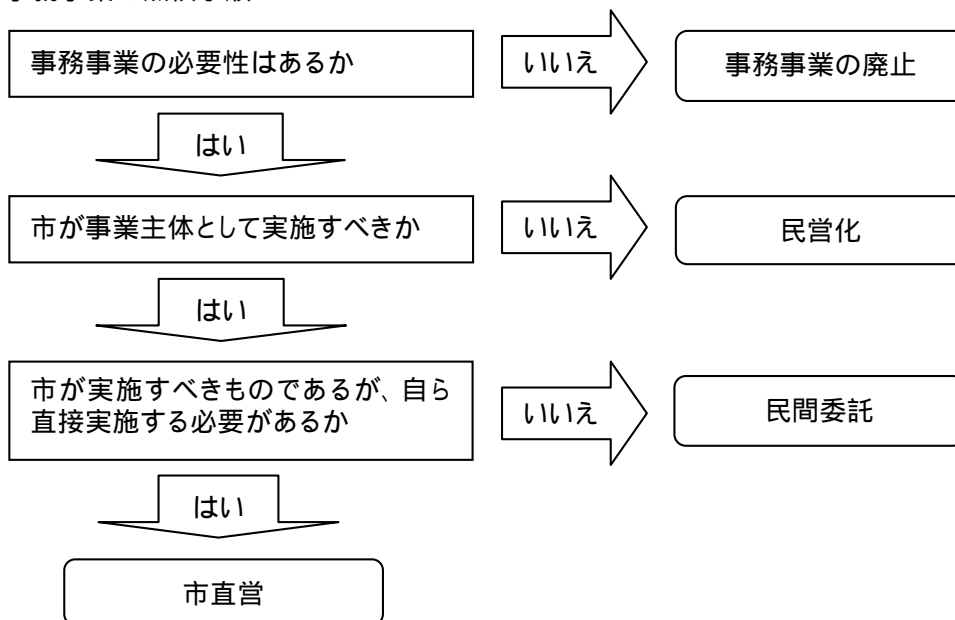 事務事業の必要性はあるか
いいえ
事務事業の廃止
はい
市が事業主体として実施すべきか
いいえ
民営化
はい
市が実施すべきものであるが、自ら
直接実施する必要があるか
いいえ
民間委託
はい
市直営